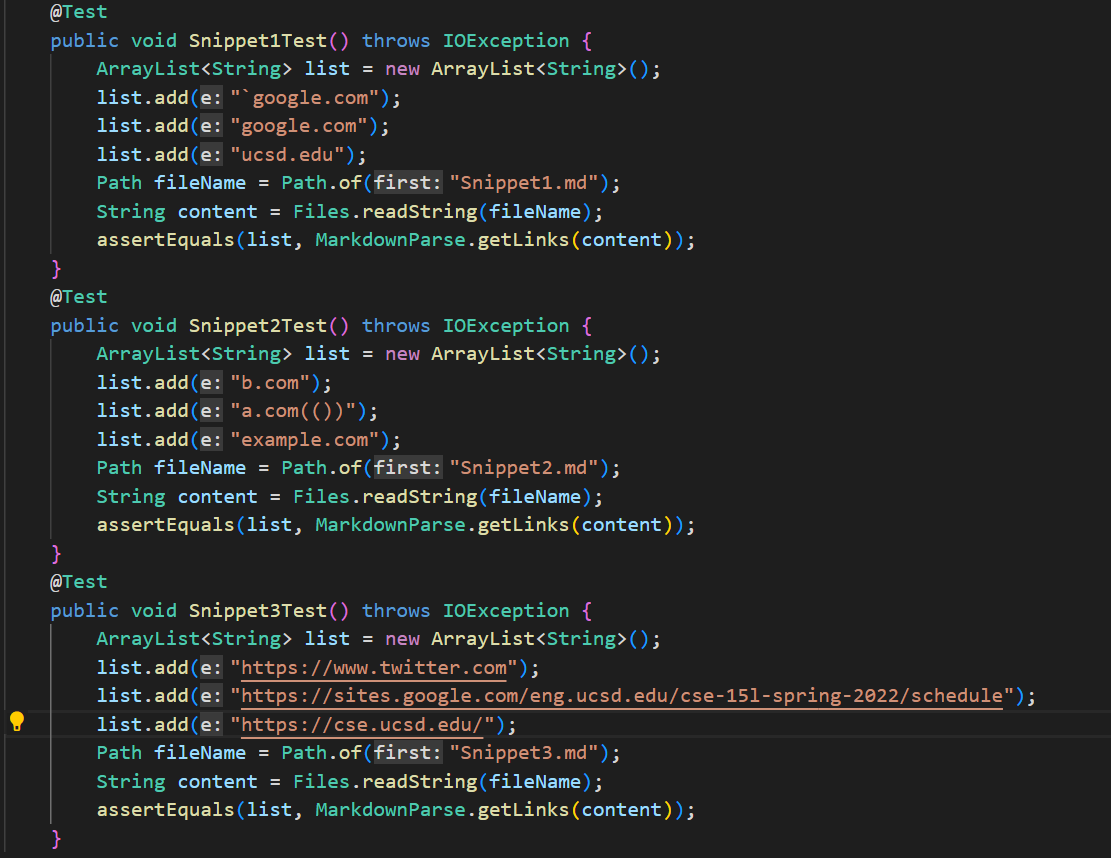 @Test
public void Snippet1Test() throws IOException {
ArrayList<String> list = new ArrayList<String>();
list.add(e: "`google.com");
list.add(e: "google.com");
list.add(e: "ucsd.edu");
Path fileName = Path.of(first: "Snippet1.md");
String content = Files.readString(fileName);
assertEquals(list, MarkdownParse.getLinks(content));
}
@Test
public void Snippet2Test() throws IOException {
ArrayList<String> list = new ArrayList<String>();
list.add(e: "b.com");
list.add(e: "a.com(())");
list.add(e: "example.com");
Path fileName = Path.of(first: "Snippet2.md");
String content = Files.readString(fileName);
assertEquals(list, MarkdownParse.getLinks(content));
}
@Test
public void Snippet3Test() throws IOException {
ArrayList<String> list = new ArrayList<String>();
list.add(e: "https://www.twitter.com");
list.add(e: "https://sites.google.com/eng.ucsd.edu/cse-15l-spring-2022/schedule");
list.add(e: "https://cse.ucsd.edu/");
Path fileName = Path.of(first: "Snippet3.md");
String content = Files.readString(fileName);
assertEquals(list, MarkdownParse.getLinks(content));
}